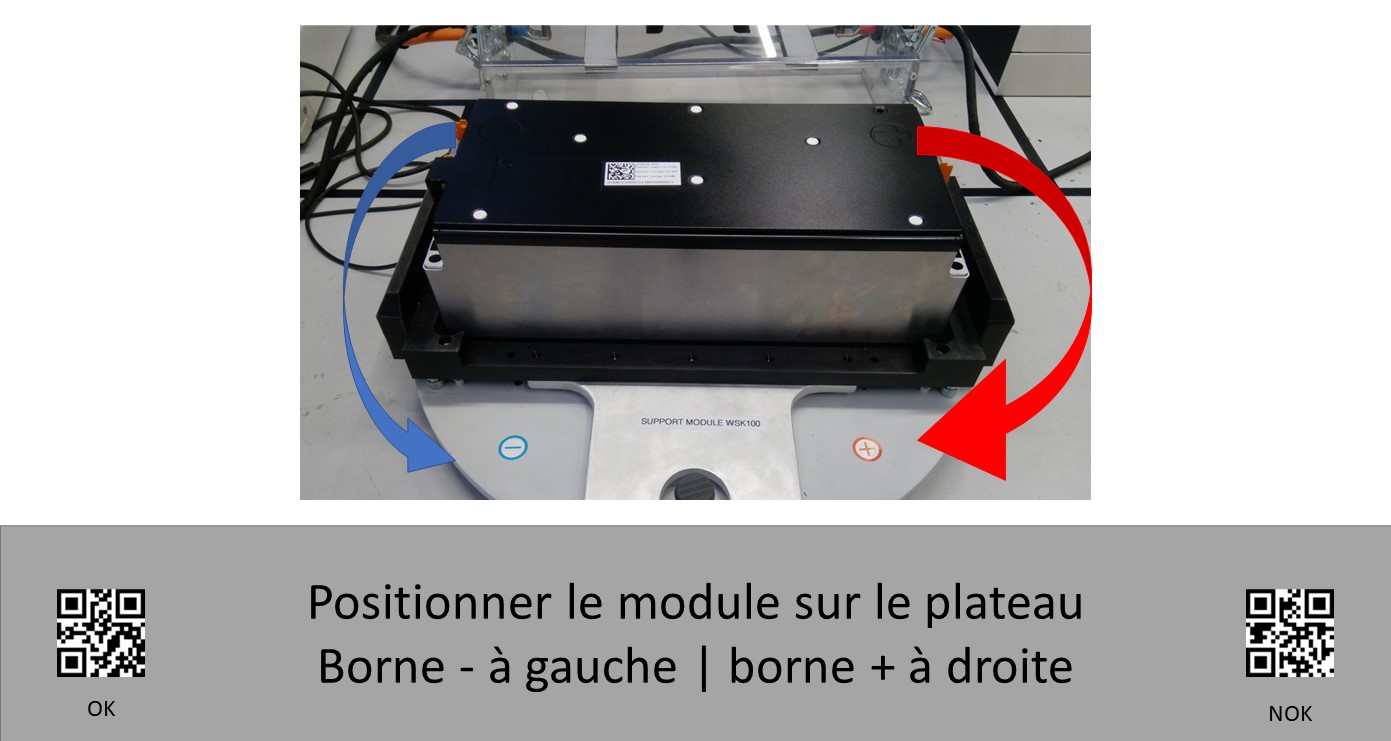 SUPPORT MODULE WSK100
Positionner le module sur le plateau
Borne - à gauche | borne + à droite
OK
NOK